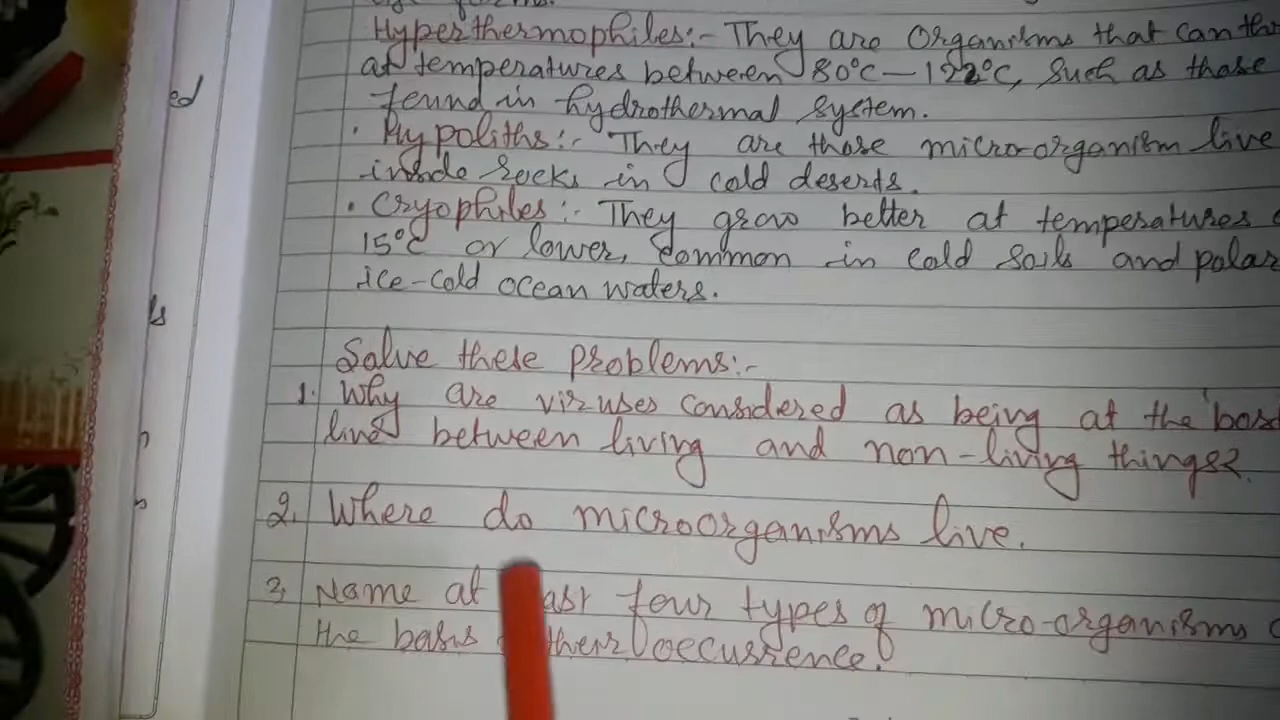 Hyperthermophiles:- They are Organisms that can
at temperatures between 80°c-122°c, Such as those
found in hydrothermal system.
ed
. Hypoliths:- They are those micro-organism live
inside rocks in cold deserts.
. Cryophiles:- They grow better at temperatures
15°c or lower, common in cold soils and polar
ice-cold ocean waters.
ls
Solve these problems:-
1. Why are viruses considered as being at the
line between living and non-living things?
2. Where do microorganisms live.
3. Name at four types of micro-organisms
the basis their occurrence.